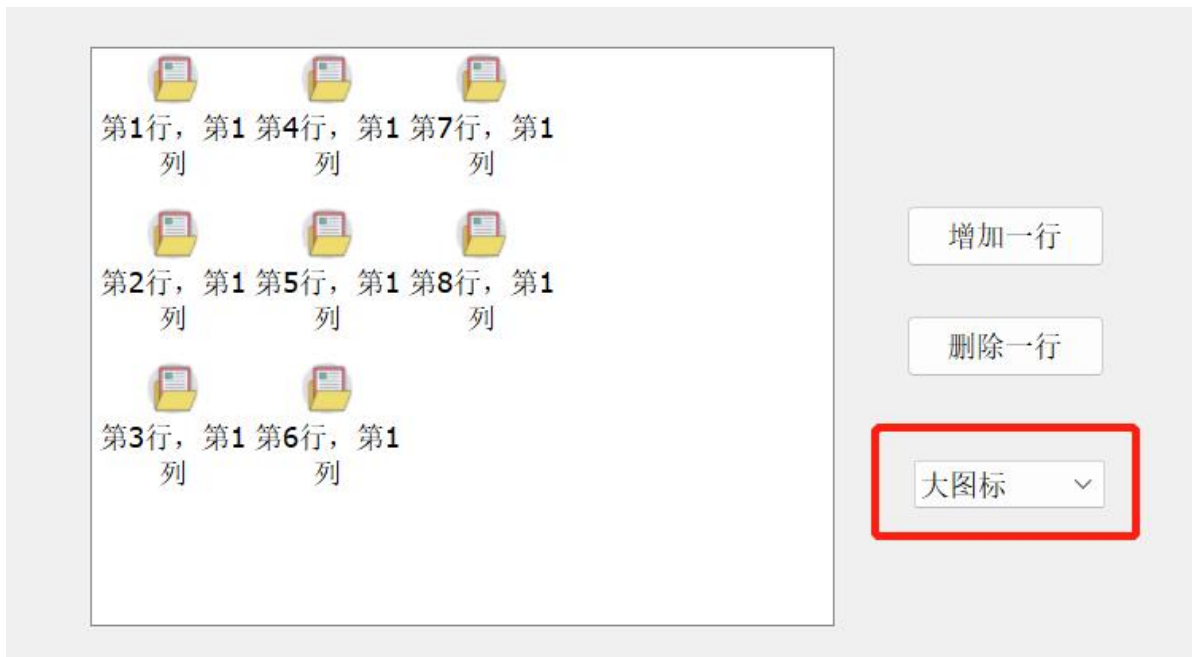 第1行，第1 第4行，第1 第7行，第1
列 列 列
第2行，第1 第5行，第1 第8行，第1
列 列 列
第3行，第1 第6行，第1
列 列
增加一行
删除一行
大图标